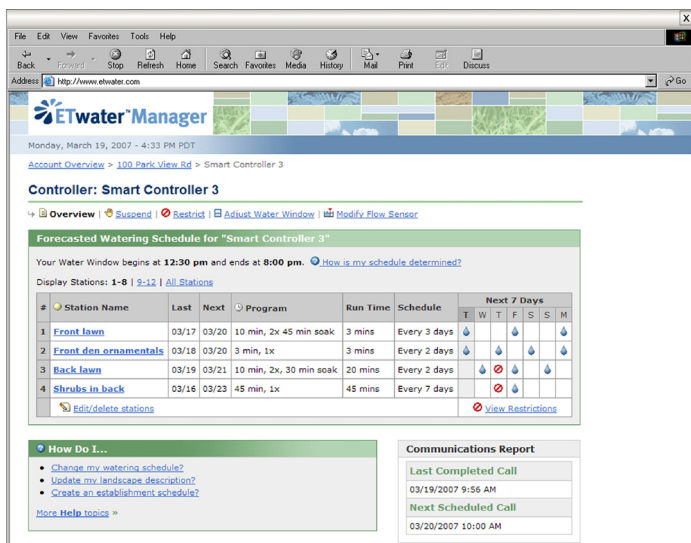 X
File Edit View Favorites Tools Help
Back Forward Stop Refresh Home Search Favorites Media History Mail Print Edit Discuss
Address http://www.etwater.com Go
ETwater Manager
Monday, March 19, 2007 - 4:33 PM PDT
Account Overview > 100 Park View Rd > Smart Controller 3
Controller: Smart Controller 3
Overview | Suspend | Restrict | Adjust Water Window | Modify Flow Sensor
Forecasted Watering Schedule for "Smart Controller 3"
Your Water Window begins at 12:30 pm and ends at 8:00 pm. How is my schedule determined?
Display Stations: 1-8 | 9-12 | All Stations
# Station Name Last Next Program Run Time Schedule Next 7 Days
T W T F S S M
1 Front lawn 03/17 03/20 10 min, 2x 45 min soak 3 mins Every 3 days
2 Front den ornamentals 03/18 03/20 3 min, 1x 3 mins Every 2 days
3 Back lawn 03/19 03/21 10 min, 2x, 30 min soak 20 mins Every 2 days
4 Shrubs in back 03/16 03/23 45 min, 1x 45 mins Every 7 days
Edit/delete stations View Restrictions
How Do I...
Change my watering schedule?
Update my landscape description?
Create an establishment schedule?
More Help topics »
Communications Report
Last Completed Call
03/19/2007 9:56 AM
Next Scheduled Call
03/20/2007 10:00 AM